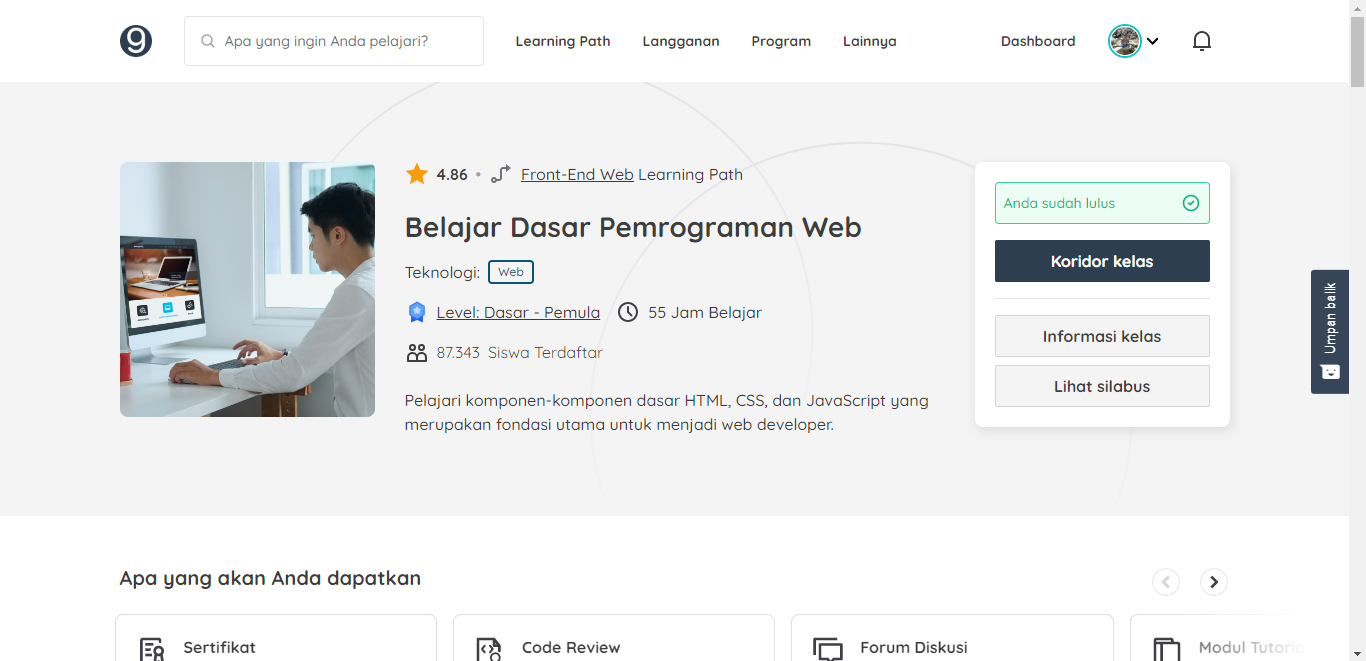 Apa yang ingin Anda pelajari?
Learning Path
Langganan
Program
Lainnya
Dashboard
4.86 • Front-End Web Learning Path
Belajar Dasar Pemrograman Web
Teknologi: Web
Level: Dasar - Pemula
55 Jam Belajar
87.343 Siswa Terdaftar
Pelajari komponen-komponen dasar HTML, CSS, dan JavaScript yang
merupakan fondasi utama untuk menjadi web developer.
Anda sudah lulus
Koridor kelas
Informasi kelas
Lihat silabus
Umpan balik
Apa yang akan Anda dapatkan
Sertifikat
Code Review
Forum Diskusi
Modul Tutorial